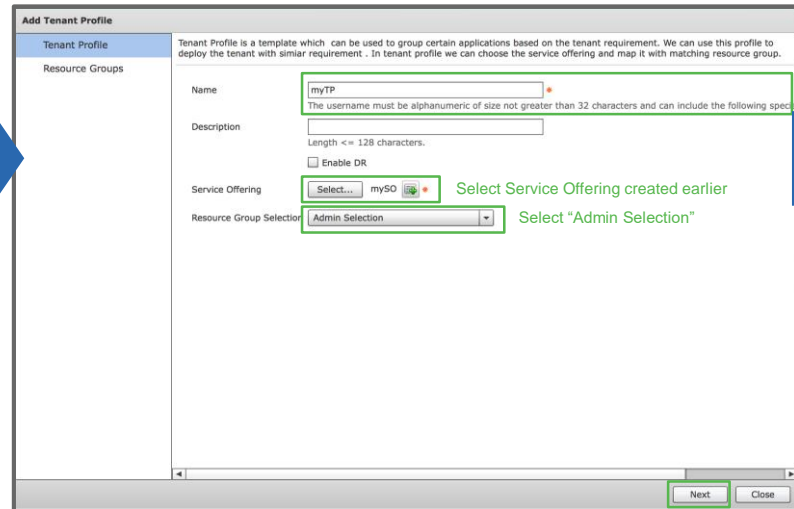 Add Tenant Profile
Tenant Profile
Resource Groups
Tenant Profile is a template which can be used to group certain applications based on the tenant requirement. We can use this profile to
deploy the tenant with simiar requirement . In tenant profile we can choose the service offering and map it with matching resource group.
Name
myTP
The username must be alphanumeric of size not greater than 32 characters and can include the following speci
Description
Length <= 128 characters.
Enable DR
Service Offering
Select...
mySO
Select Service Offering created earlier
Resource Group Selection
Admin Selection
Select “Admin Selection”
Next
Close